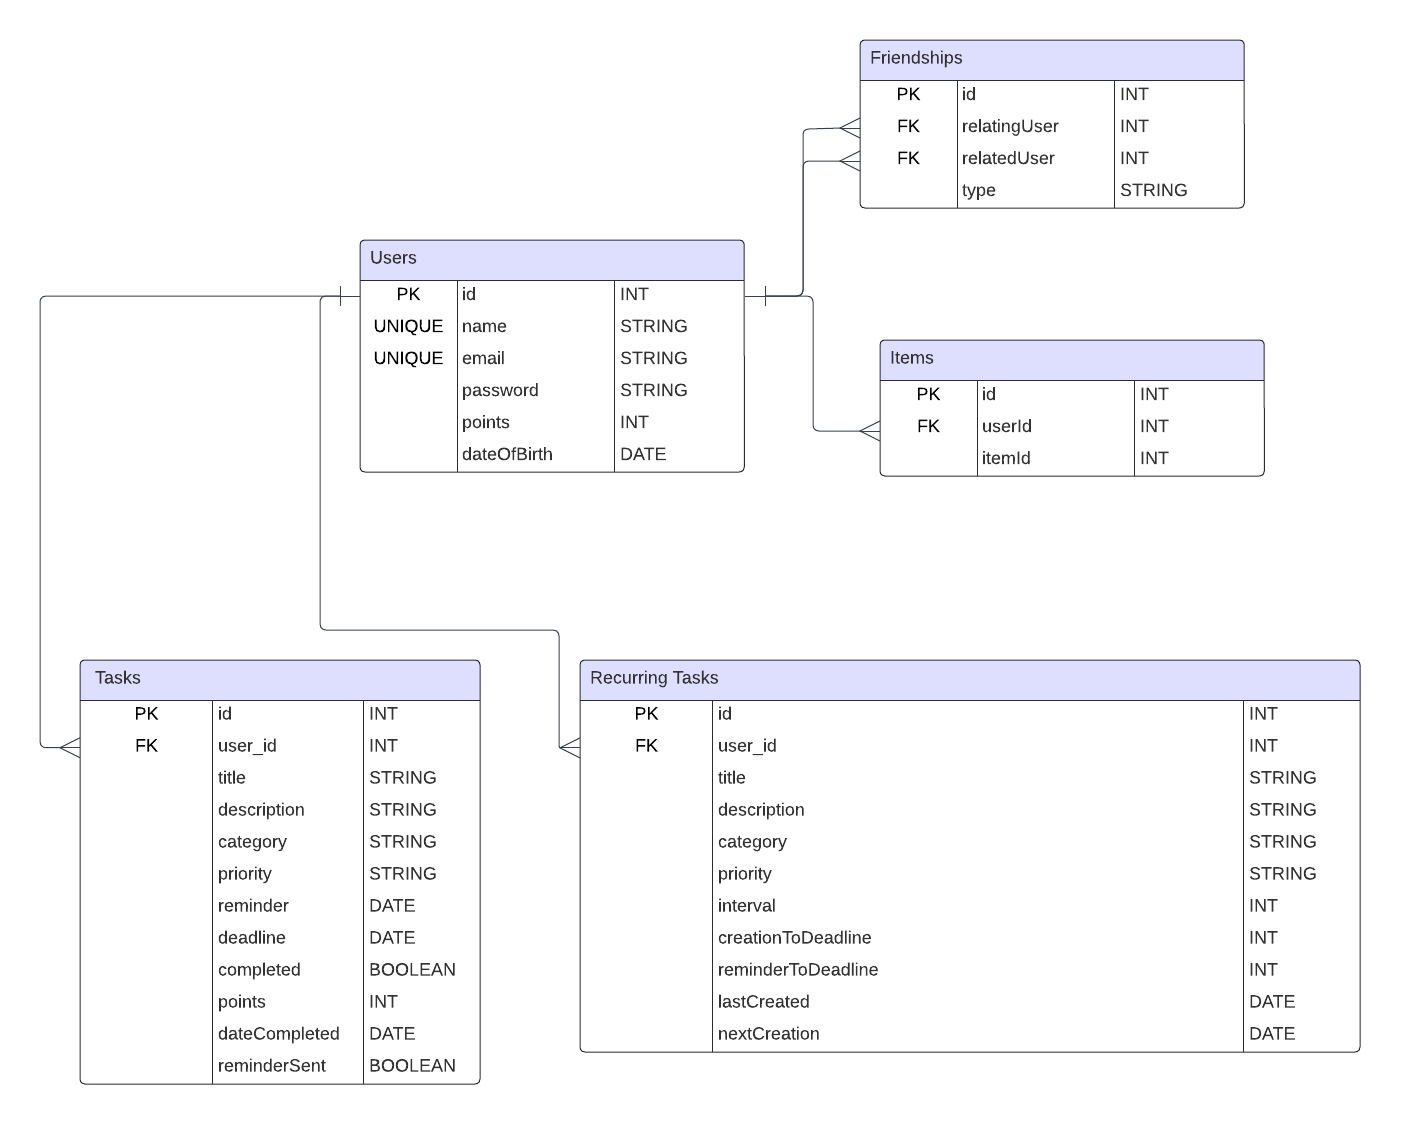 Friendships
PK id INT
FK relatingUser INT
FK relatedUser INT
type STRING
Users
PK id INT
UNIQUE name STRING
UNIQUE email STRING
password STRING
points INT
dateOfBirth DATE
Items
PK id INT
FK userId INT
itemId INT
Tasks
PK id INT
FK user_id INT
title STRING
description STRING
category STRING
priority STRING
reminder DATE
deadline DATE
completed BOOLEAN
points INT
dateCompleted DATE
reminderSent BOOLEAN
Recurring Tasks
PK id INT
FK user_id INT
title STRING
description STRING
category STRING
priority STRING
interval INT
creationToDeadline INT
reminderToDeadline INT
lastCreated DATE
nextCreation DATE